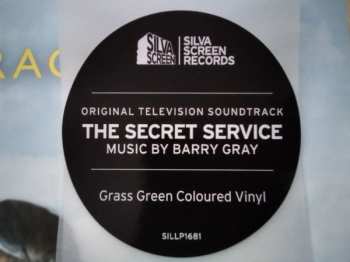 RAC
SILVA
SCREEN
SILVA
SCREEN
RECORDS
ORIGINAL TELEVISION SOUNDTRACK
THE SECRET SERVICE
MUSIC BY BARRY GRAY
Grass Green Coloured Vinyl
SILLP1681